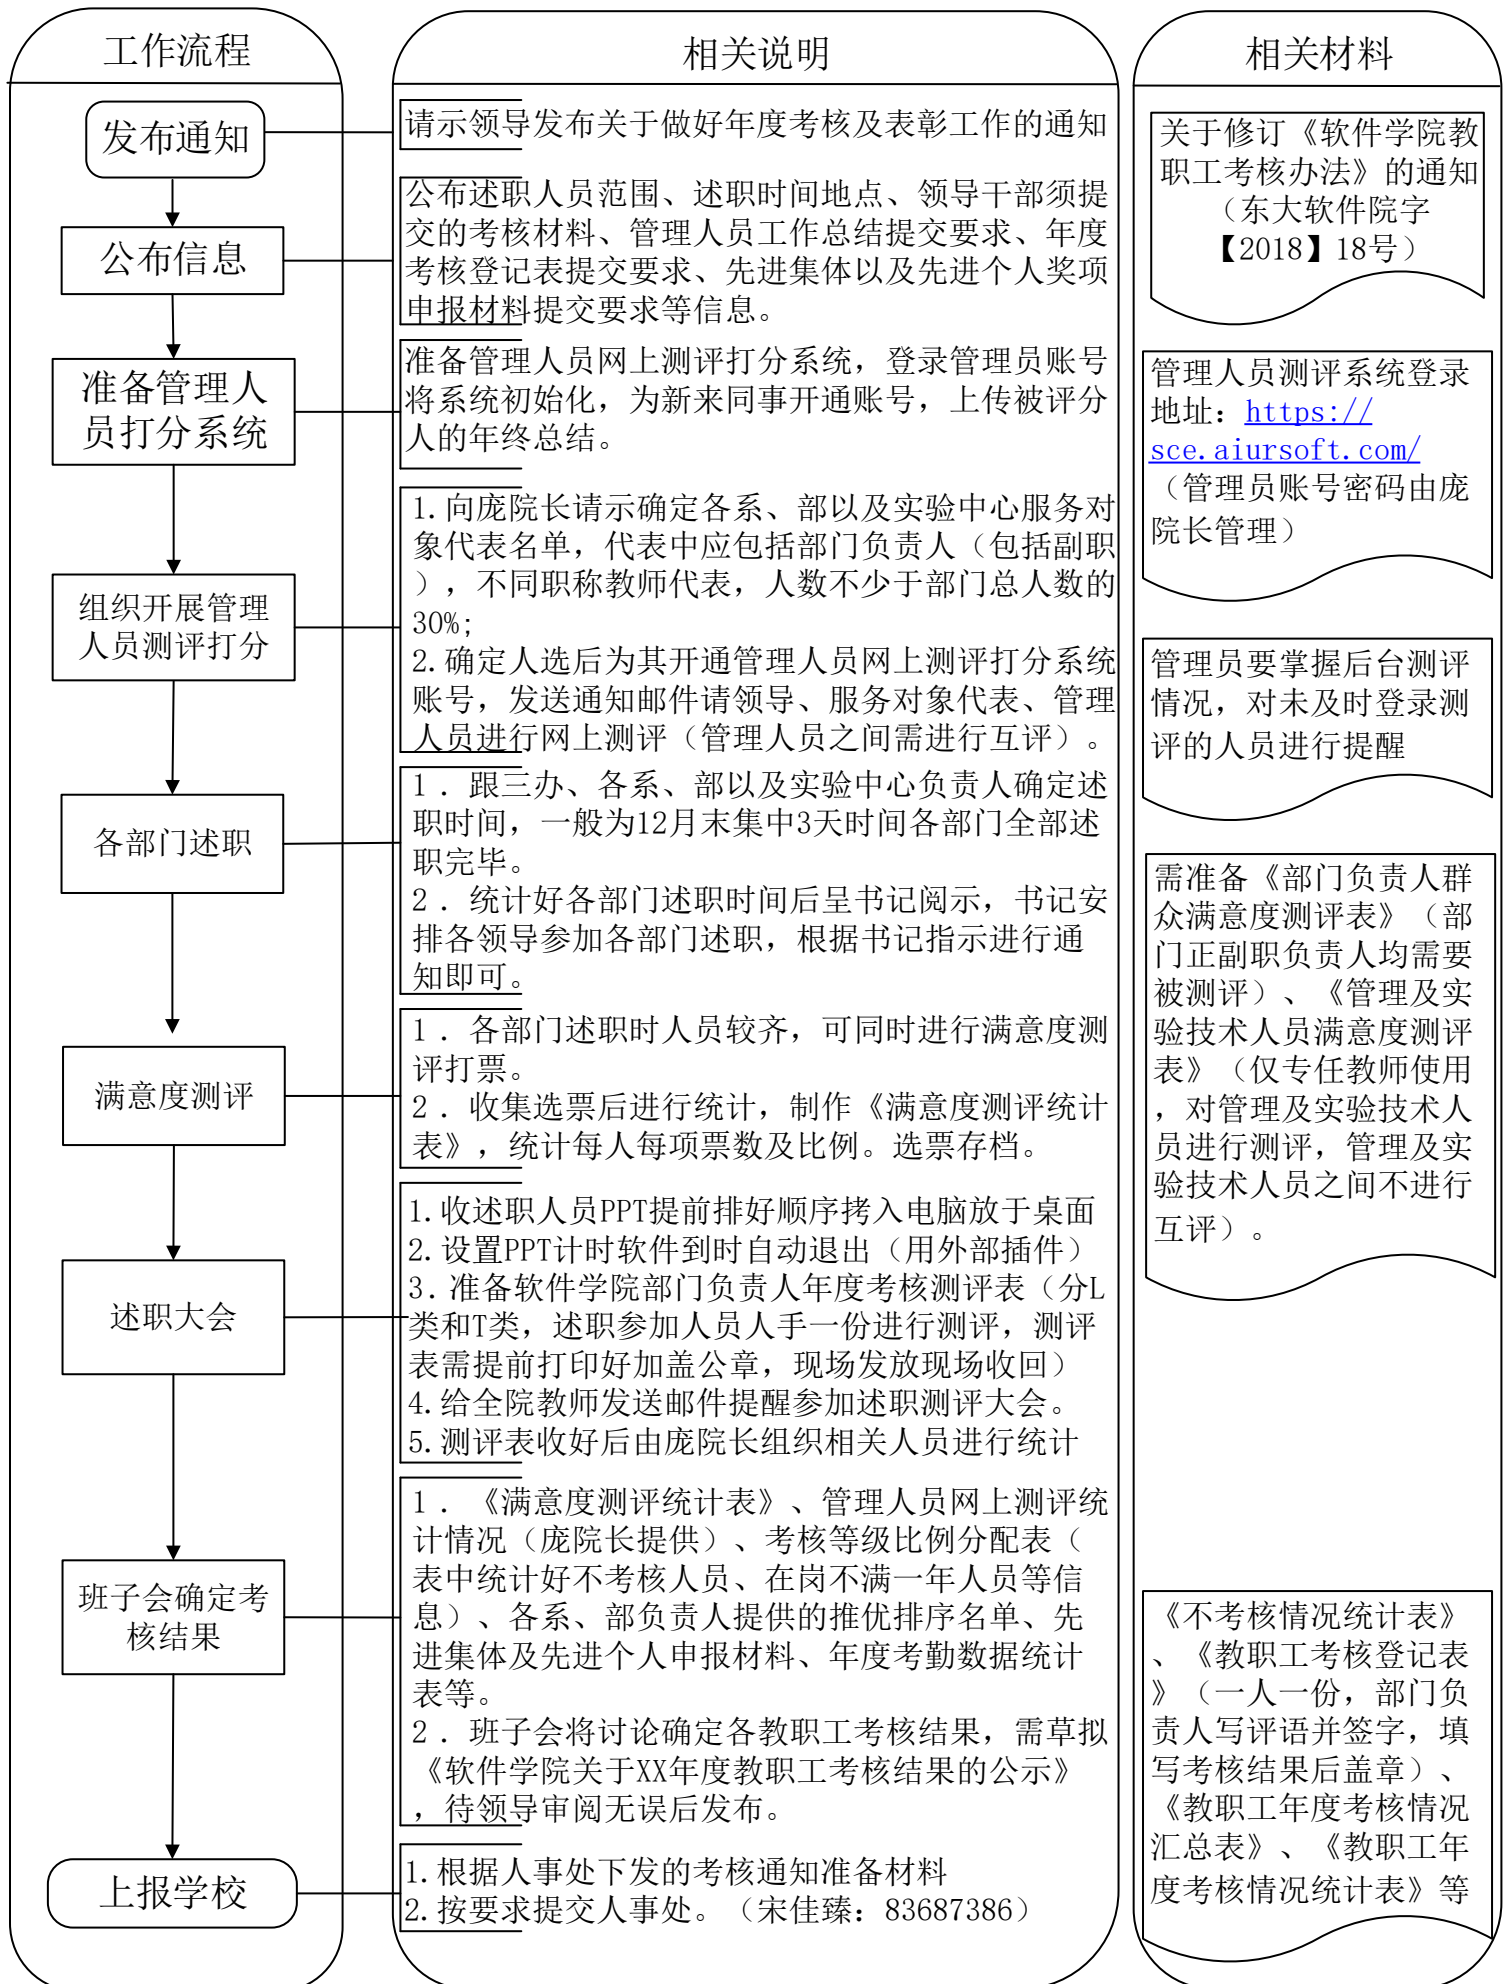 工作流程
发布通知
公布信息
准备管理人
员打分系统
组织开展管理
人员测评打分
各部门述职
满意度测评
述职大会
班子会确定考
核结果
上报学校
相关说明
请示领导发布关于做好年度考核及表彰工作的通知
公布述职人员范围、述职时间地点、领导干部须提
交的考核材料、管理人员工作总结提交要求、年度
考核登记表提交要求、先进集体以及先进个人奖项
申报材料提交要求等信息。
准备管理人员网上测评打分系统，登录管理员账号
将系统初始化，为新来同事开通账号，上传被评分
人的年终总结。
1.向庞院长请示确定各系、部以及实验中心服务对
象代表名单，代表中应包括部门负责人（包括副职
），不同职称教师代表，人数不少于部门总人数的
30%;
2.确定人选后为其开通管理人员网上测评打分系统
账号，发送通知邮件请领导、服务对象代表、管理
人员进行网上测评（管理人员之间需进行互评）。
1．跟三办、各系、部以及实验中心负责人确定述
职时间，一般为12月末集中3天时间各部门全部述
职完毕。
2．统计好各部门述职时间后呈书记阅示，书记安
排各领导参加各部门述职，根据书记指示进行通
知即可。
1．各部门述职时人员较齐，可同时进行满意度测
评打票。
2．收集选票后进行统计，制作《满意度测评统计
表》，统计每人每项票数及比例。选票存档。
1.收述职人员PPT提前排好顺序拷入电脑放于桌面
2.设置PPT计时软件到时自动退出（用外部插件）
3.准备软件学院部门负责人年度考核测评表（分L
类和T类，述职参加人员人手一份进行测评，测评
表需提前打印好加盖公章，现场发放现场收回）
4.给全院教师发送邮件提醒参加述职测评大会。
5.测评表收好后由庞院长组织相关人员进行统计
1．《满意度测评统计表》、管理人员网上测评统
计情况（庞院长提供）、考核等级比例分配表（
表中统计好不考核人员、在岗不满一年人员等信
息）、各系、部负责人提供的推优排序名单、先
进集体及先进个人申报材料、年度考勤数据统计
表等。
2．班子会将讨论确定各教职工考核结果，需草拟
《软件学院关于XX年度教职工考核结果的公示》
，待领导审阅无误后发布。
1.根据人事处下发的考核通知准备材料
2.按要求提交人事处。（宋佳臻：83687386）
相关材料
关于修订《软件学院教
职工考核办法》的通知
（东大软件院字
【2018】18号）
管理人员测评系统登录
地址：https://
sce.aiursoft.com/
（管理员账号密码由庞
院长管理）
管理员要掌握后台测评
情况，对未及时登录测
评的人员进行提醒
需准备《部门负责人群
众满意度测评表》（部
门正副职负责人均需要
被测评）、《管理及实
验技术人员满意度测评
表》（仅专任教师使用
，对管理及实验技术人
员进行测评，管理及实
验技术人员之间不进行
互评）。
《不考核情况统计表》
、《教职工考核登记表
》（一人一份，部门负
责人写评语并签字，填
写考核结果后盖章）、
《教职工年度考核情况
汇总表》、《教职工年
度考核情况统计表》等